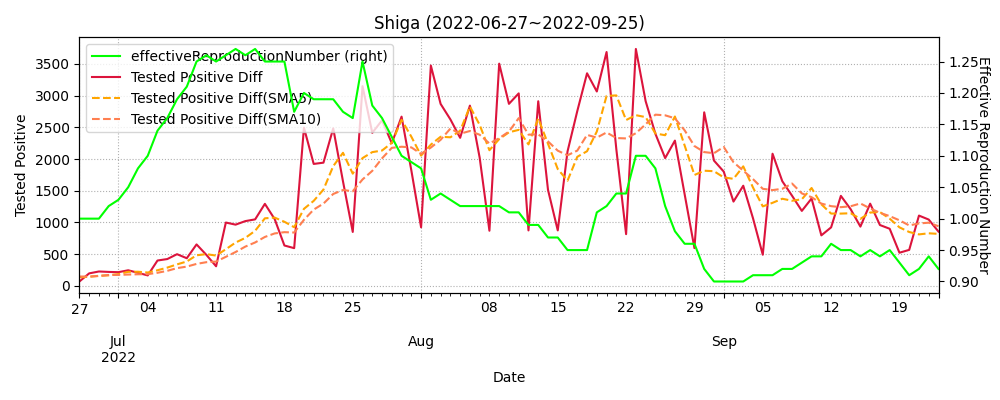 Shiga (2022-06-27~2022-09-25)
effectiveReproductionNumber (right)
Tested Positive Diff
Tested Positive Diff(SMA5)
Tested Positive Diff(SMA10)
Tested Positive
3500
3000
2500
2000
1500
1000
500
0
Effective Reproduction Number
1.25
1.20
1.15
1.10
1.05
1.00
0.95
0.90
27 04 11 18 25 08 15 22 29 05 12 19
Jul Aug Sep
2022
Date